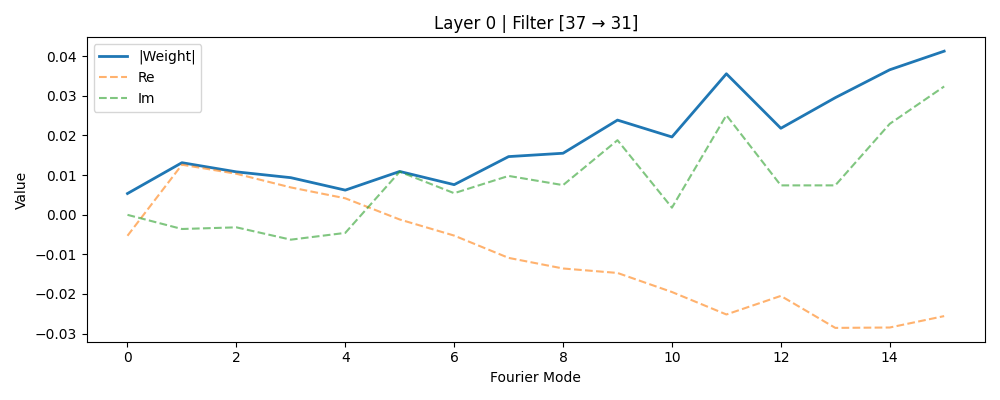 Layer 0 | Filter [37 → 31]
|Weight|
Re
Im
0.04
0.03
0.02
0.01
0.00
−0.01
−0.02
−0.03
Value
0 2 4 6 8 10 12 14
Fourier Mode